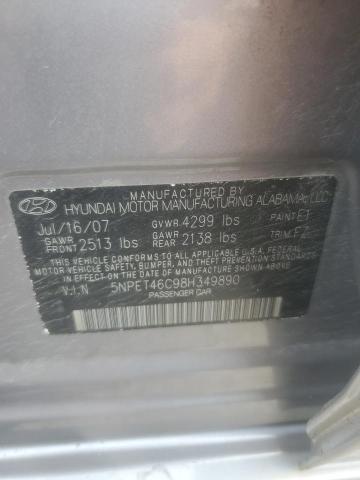 MANUFACTURED BY
HYUNDAI MOTOR MANUFACTURING ALABAMA, LLC
Jul/16/07 GVWR 4299 lbs PAINT E1
GAWR FRONT 2513 lbs GAWR REAR 2138 lbs TRIM FZ
THIS VEHICLE CONFORMS TO ALL APPLICABLE U.S.A. FEDERAL
MOTOR VEHICLE SAFETY, BUMPER, AND THEFT PREVENTION
STANDARDS IN EFFECT ON THE DATE OF MANUFACTURE SHOWN ABOVE.
V.I.N 5NPET46C98H349890
PASSENGER CAR